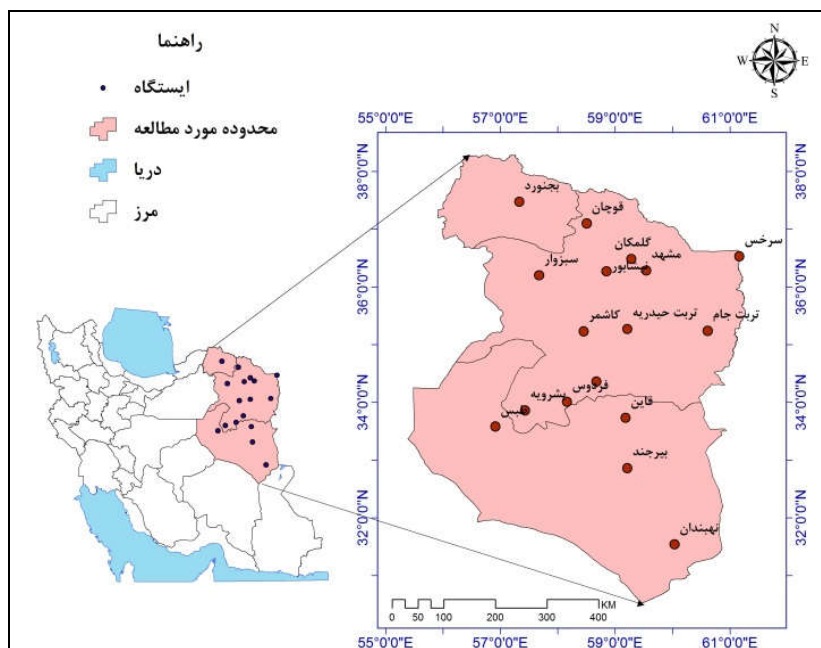 راهنما
ایستگاه
محدوده مورد مطالعه
دریا
مرز
N
W E
S
55°0'0"E 57°0'0"E 59°0'0"E 61°0'0"E
38°0'0"N 38°0'0"N
36°0'0"N 36°0'0"N
34°0'0"N 34°0'0"N
32°0'0"N 32°0'0"N
بجنورد
قوچان
سرخس
گلمکان
مشهد
نیشابور
سبزوار
تربت جام
تربت حیدریه
کاشمر
فردوس
بشرویه
طبس
قاین
بیرجند
نهبندان
0 50 100 200 300 400 KM
55°0'0"E 57°0'0"E 59°0'0"E 61°0'0"E